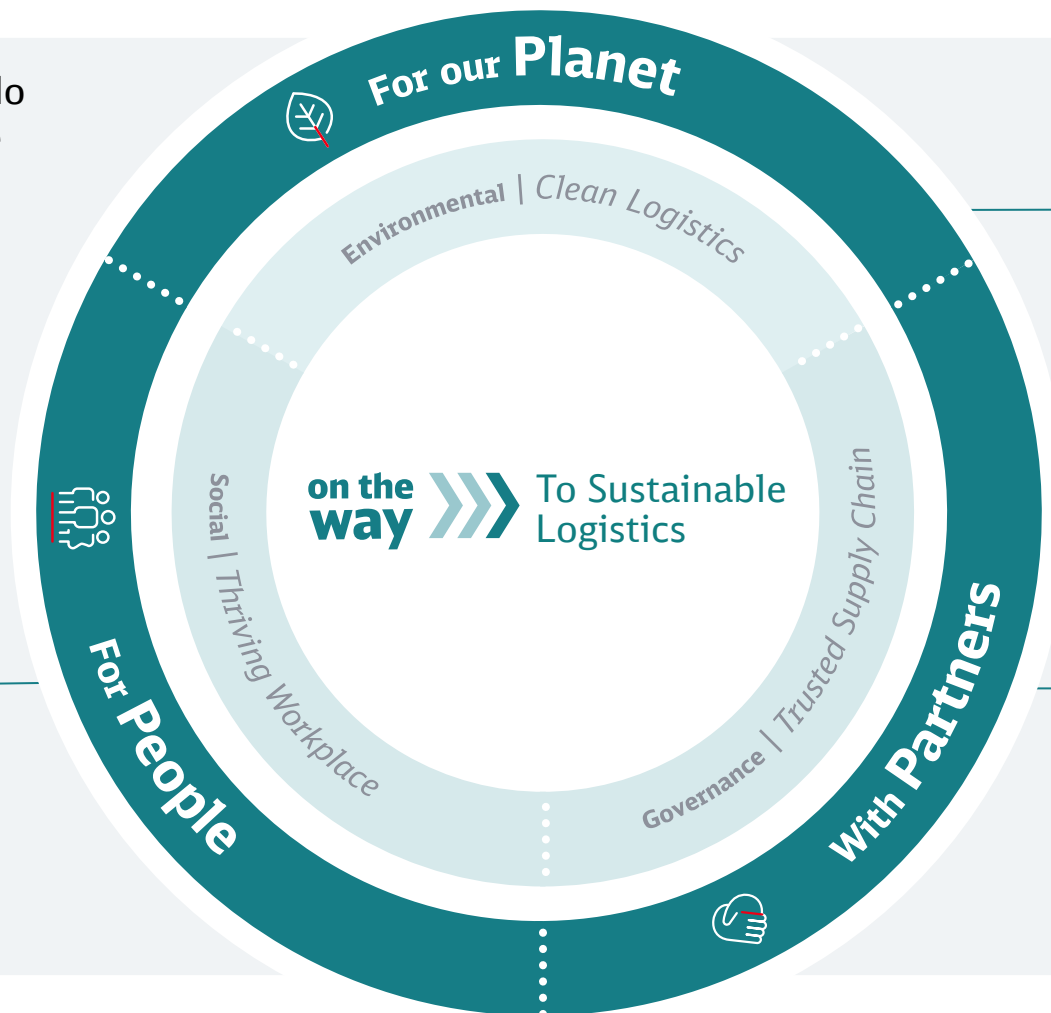 For our Planet
Environmental | Clean Logistics
on the
way
To Sustainable
Logistics
Social | Thriving Workplace
For People
Governance | Trusted Supply Chain
With Partners